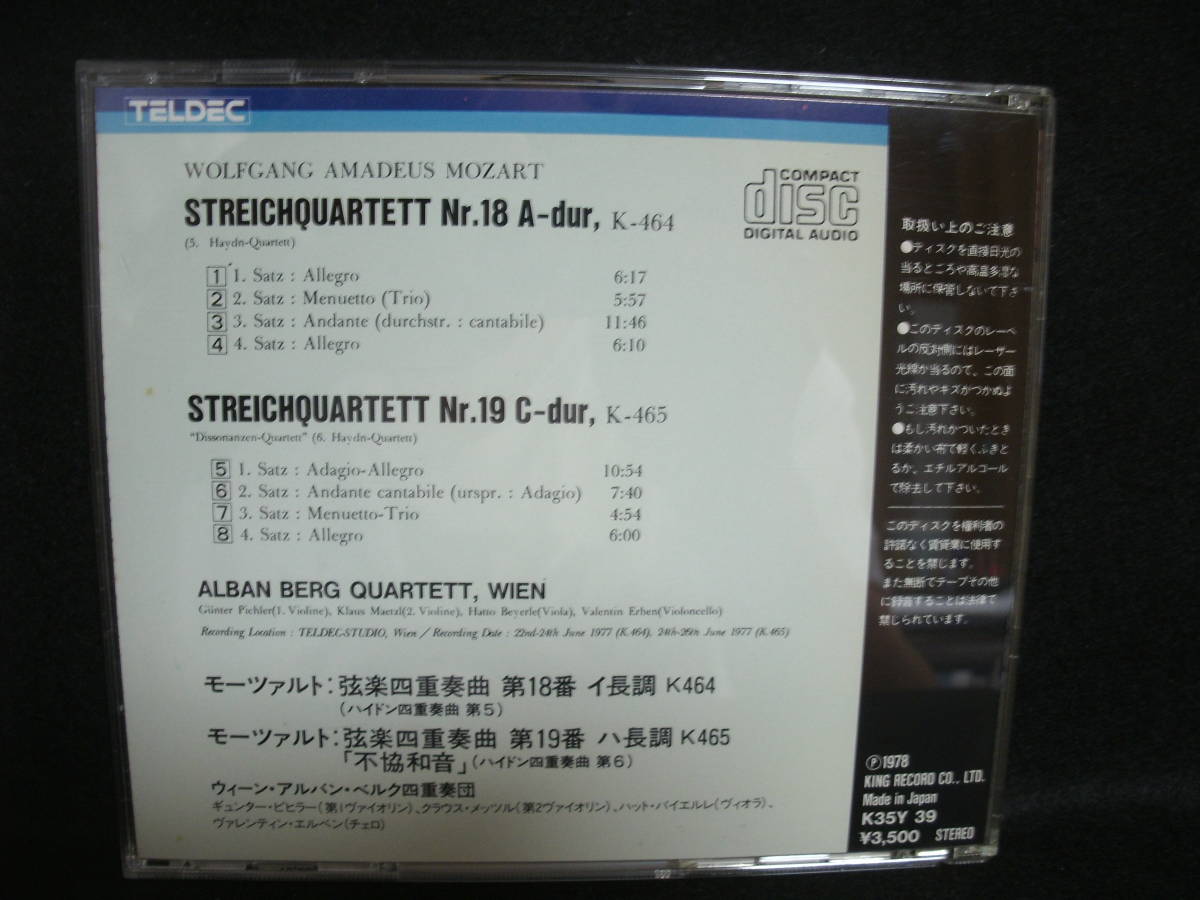 TELDEC
WOLFGANG AMADEUS MOZART
STREICHQUARTETT Nr.18 A-dur, K-464
(5. Haydn-Quartett)
1 1. Satz : Allegro 6:17
2 2. Satz : Menuetto (Trio) 5:57
3 3. Satz : Andante (durchstr. : cantabile) 11:46
4 4. Satz : Allegro 6:10
STREICHQUARTETT Nr.19 C-dur, K-465
"Dissonanzen-Quartett" (6. Haydn-Quartett)
5 1. Satz : Adagio-Allegro 10:54
6 2. Satz : Andante cantabile (urspr. : Adagio) 7:40
7 3. Satz : Menuetto-Trio 4:54
8 4. Satz : Allegro 6:00
ALBAN BERG QUARTETT, WIEN
Günter Pichler(1. Violine), Klaus Maetzl(2. Violine), Hatto Beyerle(Viola), Valentin Erben(Violoncello)
Recording Location : TELDEC-STUDIO, Wien / Recording Date : 22nd-24th June 1977 (K.464), 24th-26th June 1977 (K.465)
モーツァルト:弦楽四重奏曲 第18番 イ長調 K464
(ハイドン四重奏曲 第5)
モーツァルト:弦楽四重奏曲 第19番 ハ長調 K465
「不協和音」(ハイドン四重奏曲 第6)
ウィーン・アルバン・ベルク四重奏団
ギュンター・ピヒラー(第1ヴァイオリン)、クラウス・メッツル(第2ヴァイオリン)、ハット・バイエルレ(ヴィオラ)、
ヴァレンティン・エルベン(チェロ)
COMPACT
disc
DIGITAL AUDIO
取扱い上のご注意
●ディスクを直接日光の
当るところや高温多湿な
場所に保管しないで下さ
い。
●このディスクのレーベ
ルの反対側にはレーザー
光線が当るので、この面
に汚れやキズがつかぬよ
うご注意下さい。
●もし汚れがついたとき
は柔かい布で軽くふきと
るか、エチルアルコール
で除去して下さい。
このディスクを権利者の
許諾なく賃貸業に使用す
ることを禁じます。
また無断でテープその他
に録音することは法律で
禁じられています。
Ⓟ1978
KING RECORD CO., LTD.
Made in Japan
K35Y 39
¥3,500 STEREO